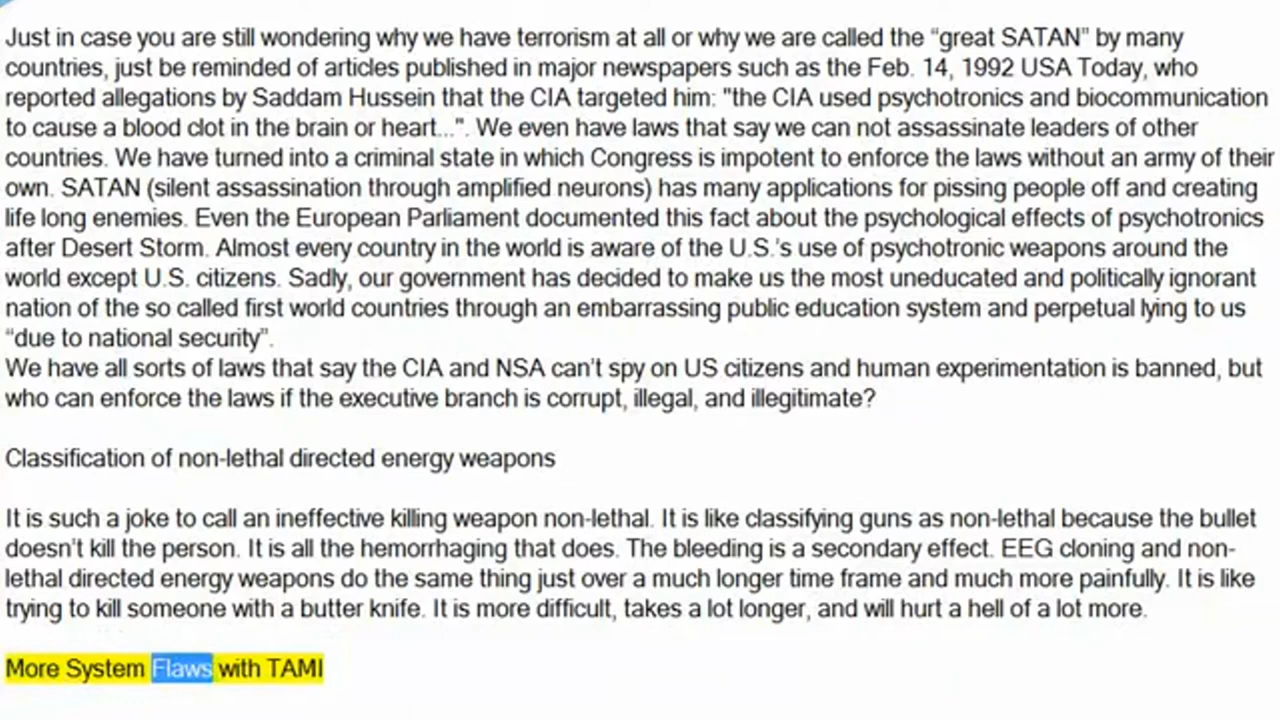 Just in case you are still wondering why we have terrorism at all or why we are called the “great SATAN” by many
countries, just be reminded of articles published in major newspapers such as the Feb. 14, 1992 USA Today, who
reported allegations by Saddam Hussein that the CIA targeted him: "the CIA used psychotronics and biocommunication
to cause a blood clot in the brain or heart...". We even have laws that say we can not assassinate leaders of other
countries. We have turned into a criminal state in which Congress is impotent to enforce the laws without an army of their
own. SATAN (silent assassination through amplified neurons) has many applications for pissing people off and creating
life long enemies. Even the European Parliament documented this fact about the psychological effects of psychotronics
after Desert Storm. Almost every country in the world is aware of the U.S.'s use of psychotronic weapons around the
world except U.S. citizens. Sadly, our government has decided to make us the most uneducated and politically ignorant
nation of the so called first world countries through an embarrassing public education system and perpetual lying to us
“due to national security”.
We have all sorts of laws that say the CIA and NSA can’t spy on US citizens and human experimentation is banned, but
who can enforce the laws if the executive branch is corrupt, illegal, and illegitimate?
Classification of non-lethal directed energy weapons
It is such a joke to call an ineffective killing weapon non-lethal. It is like classifying guns as non-lethal because the bullet
doesn’t kill the person. It is all the hemorrhaging that does. The bleeding is a secondary effect. EEG cloning and non-
lethal directed energy weapons do the same thing just over a much longer time frame and much more painfully. It is like
trying to kill someone with a butter knife. It is more difficult, takes a lot longer, and will hurt a hell of a lot more.
More System Flaws with TAMI